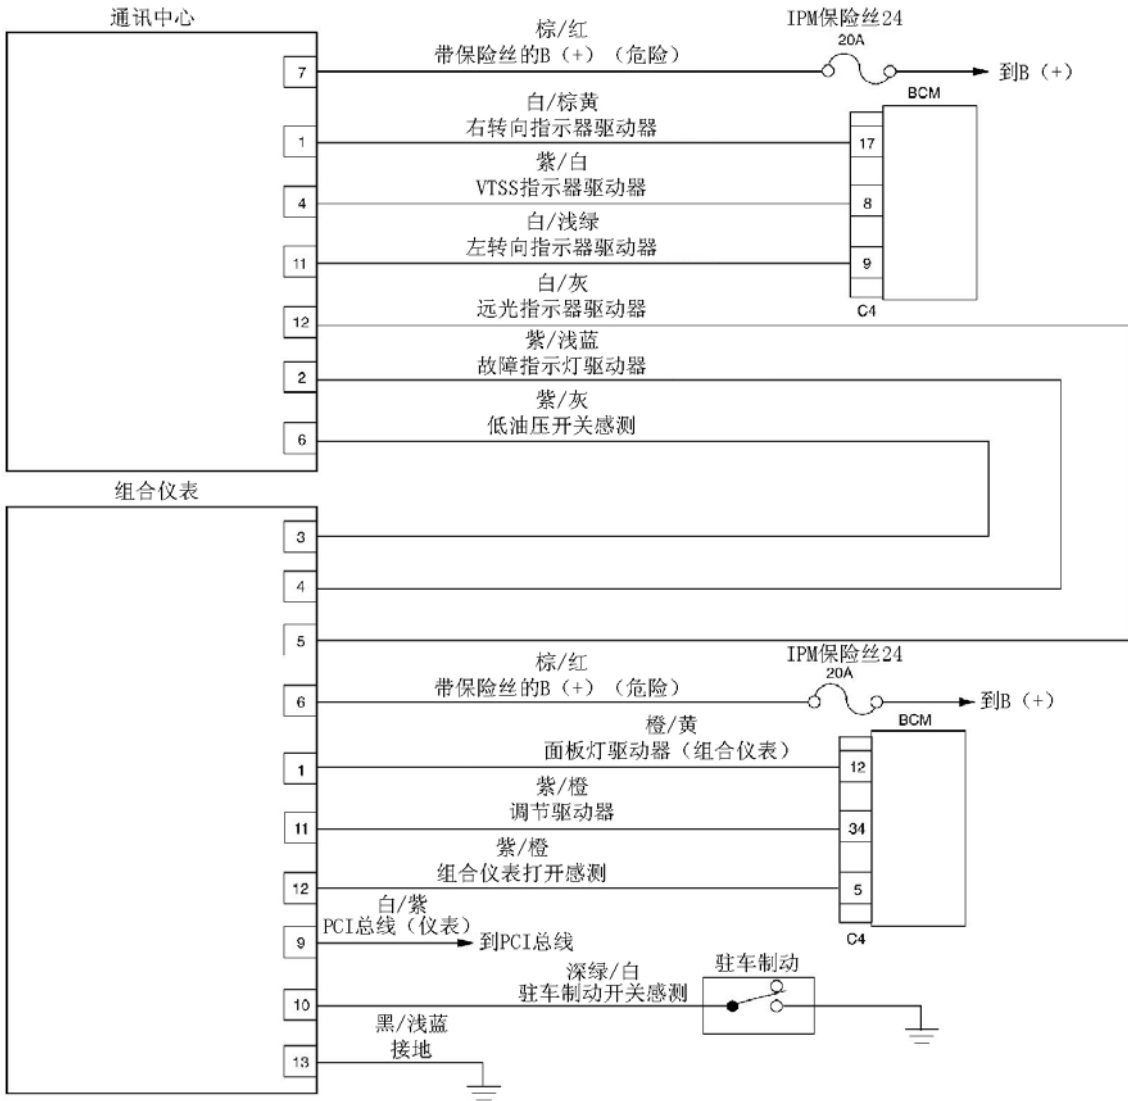 通讯中心
IPM保险丝24
20A
棕/红
带保险丝的B（+）（危险）
7
到B（+）
BCM
白/棕黄
右转向指示器驱动器
1
17
紫/白
VTSS指示器驱动器
4
8
白/浅绿
左转向指示器驱动器
11
9
C4
白/灰
远光指示器驱动器
12
紫/浅蓝
故障指示灯驱动器
2
紫/灰
低油压开关感测
6
组合仪表
3
4
5
IPM保险丝24
20A
棕/红
带保险丝的B（+）（危险）
6
到B（+）
BCM
橙/黄
面板灯驱动器（组合仪表）
1
12
紫/橙
调节驱动器
11
34
紫/橙
组合仪表打开感测
12
5
C4
白/紫
PCI总线（仪表）
9
到PCI总线
驻车制动
深绿/白
驻车制动开关感测
10
黑/浅蓝
接地
13